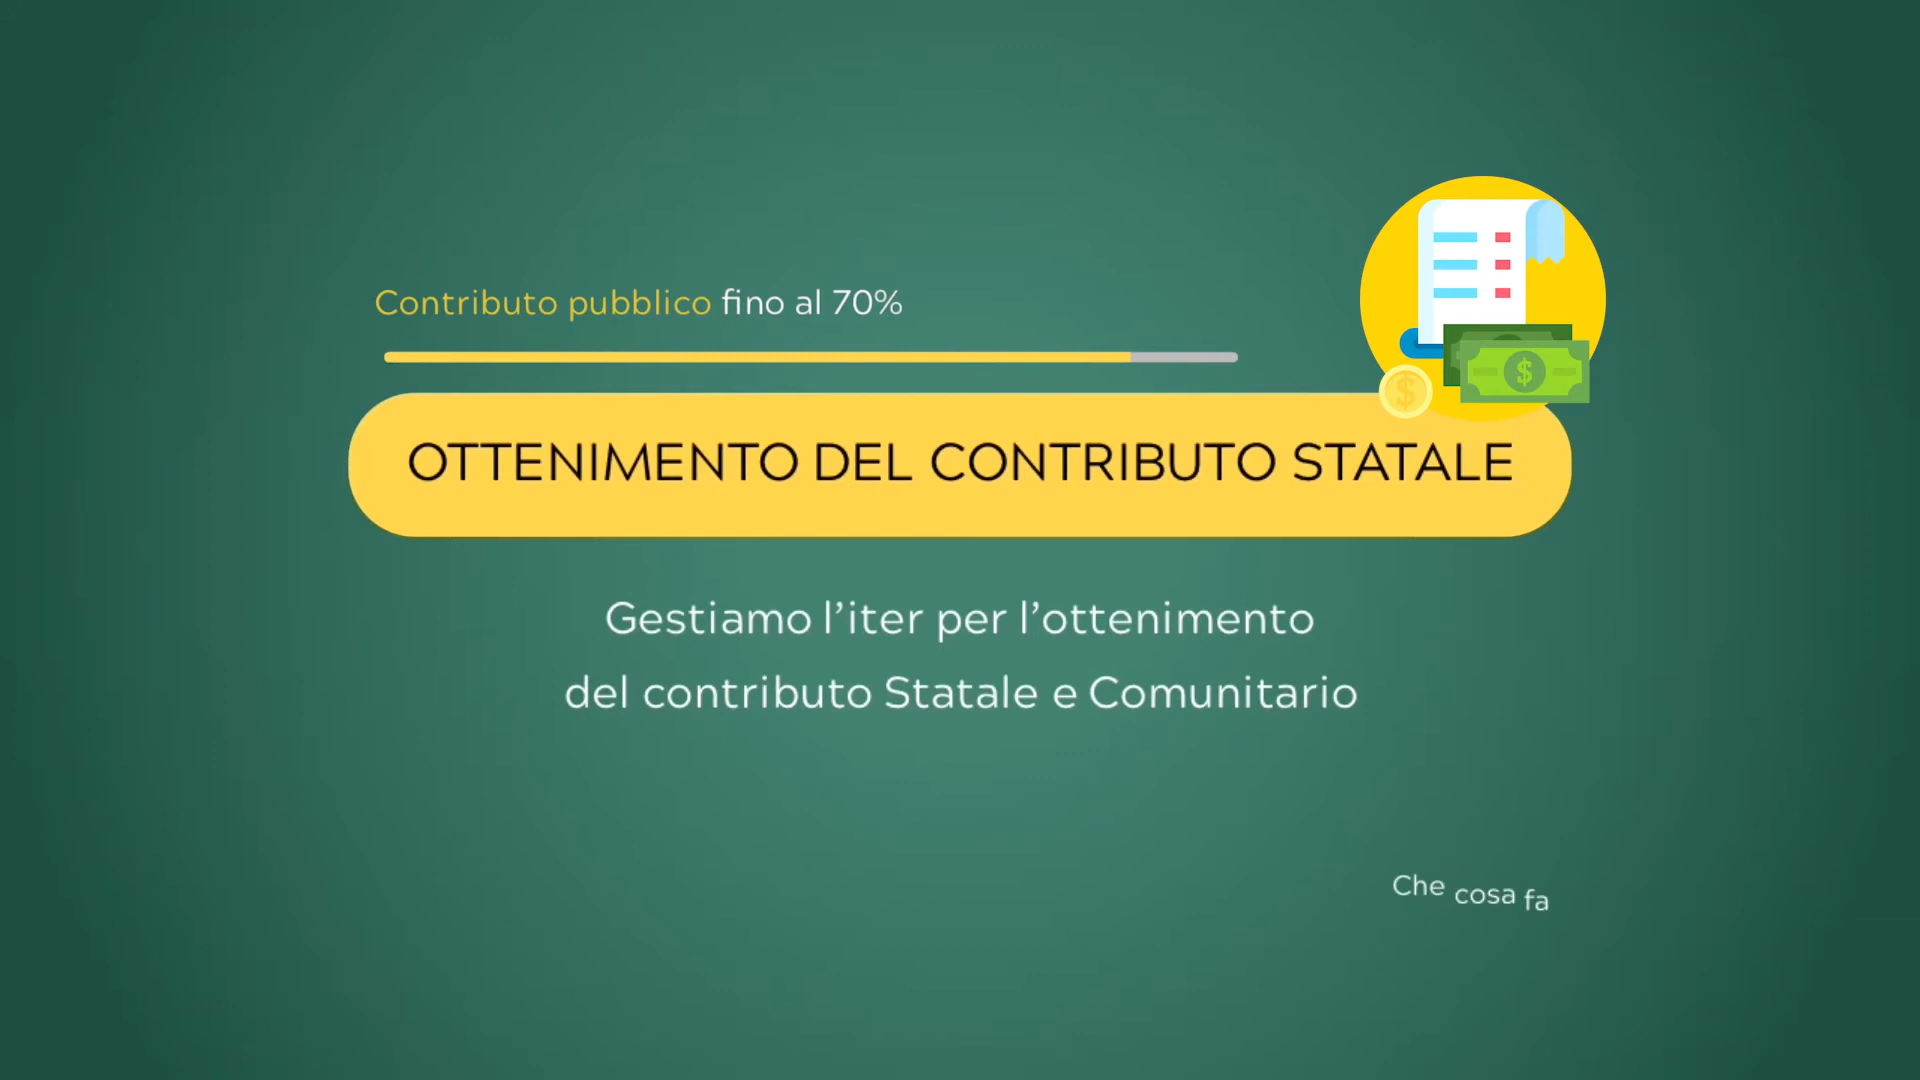 Contributo pubblico fino al 70%
OTTENIMENTO DEL CONTRIBUTO STATALE
Gestiamo l’iter per l’ottenimento
del contributo Statale e Comunitario
Che cosa fa